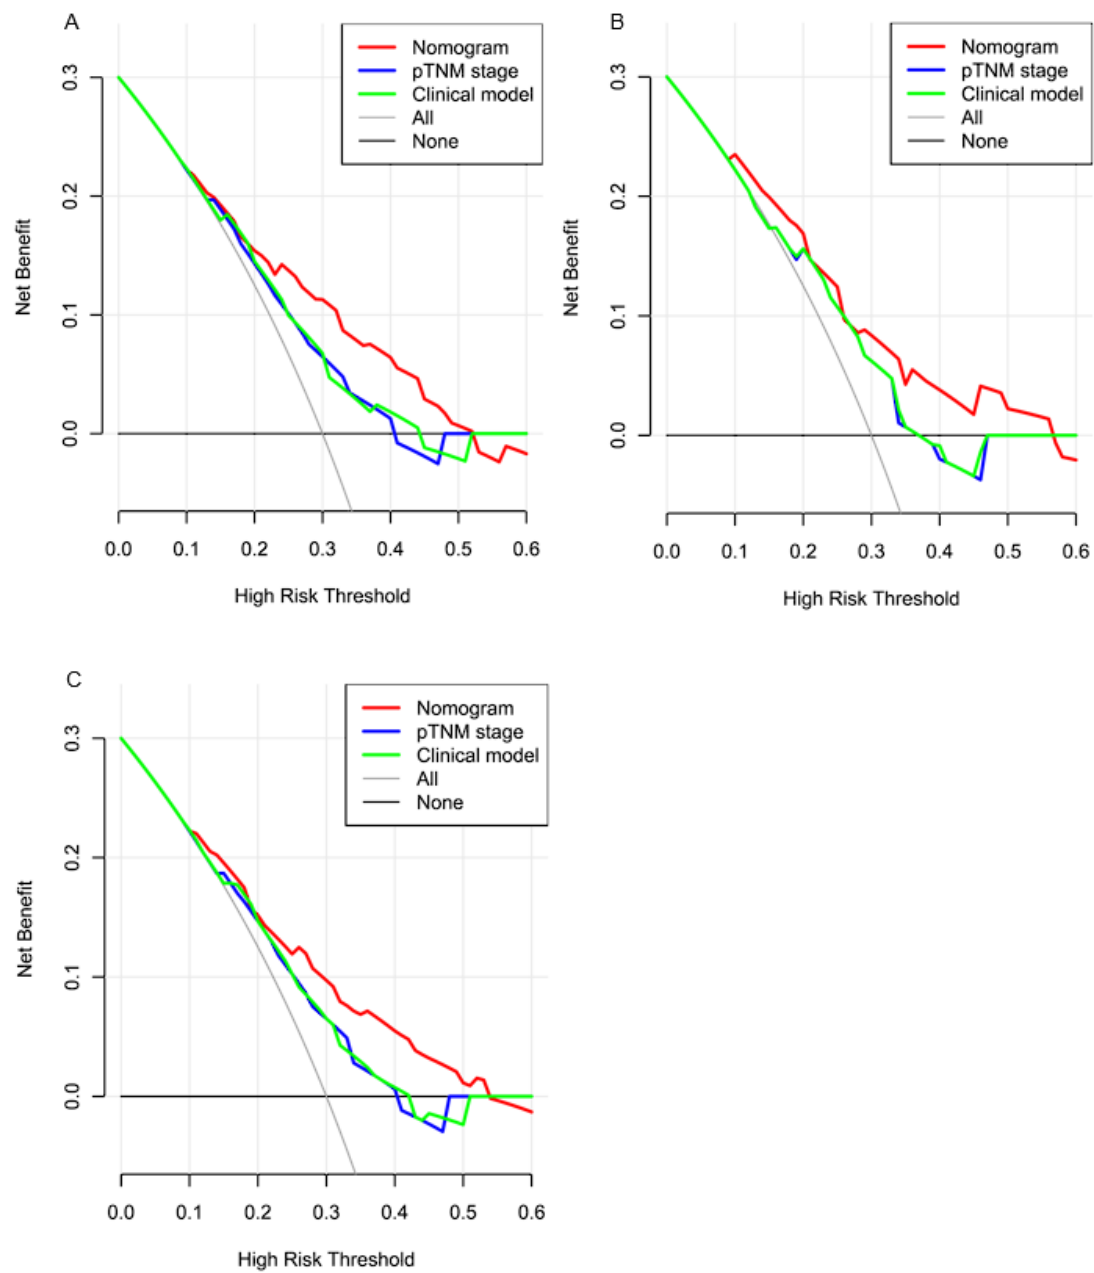 A
Nomogram
pTNM stage
Clinical model
All
None
0.3
0.2
0.1
0.0
Net Benefit
0.0 0.1 0.2 0.3 0.4 0.5 0.6
High Risk Threshold
B
Nomogram
pTNM stage
Clinical model
All
None
0.3
0.2
0.1
0.0
Net Benefit
0.0 0.1 0.2 0.3 0.4 0.5 0.6
High Risk Threshold
C
Nomogram
pTNM stage
Clinical model
All
None
0.3
0.2
0.1
0.0
Net Benefit
0.0 0.1 0.2 0.3 0.4 0.5 0.6
High Risk Threshold